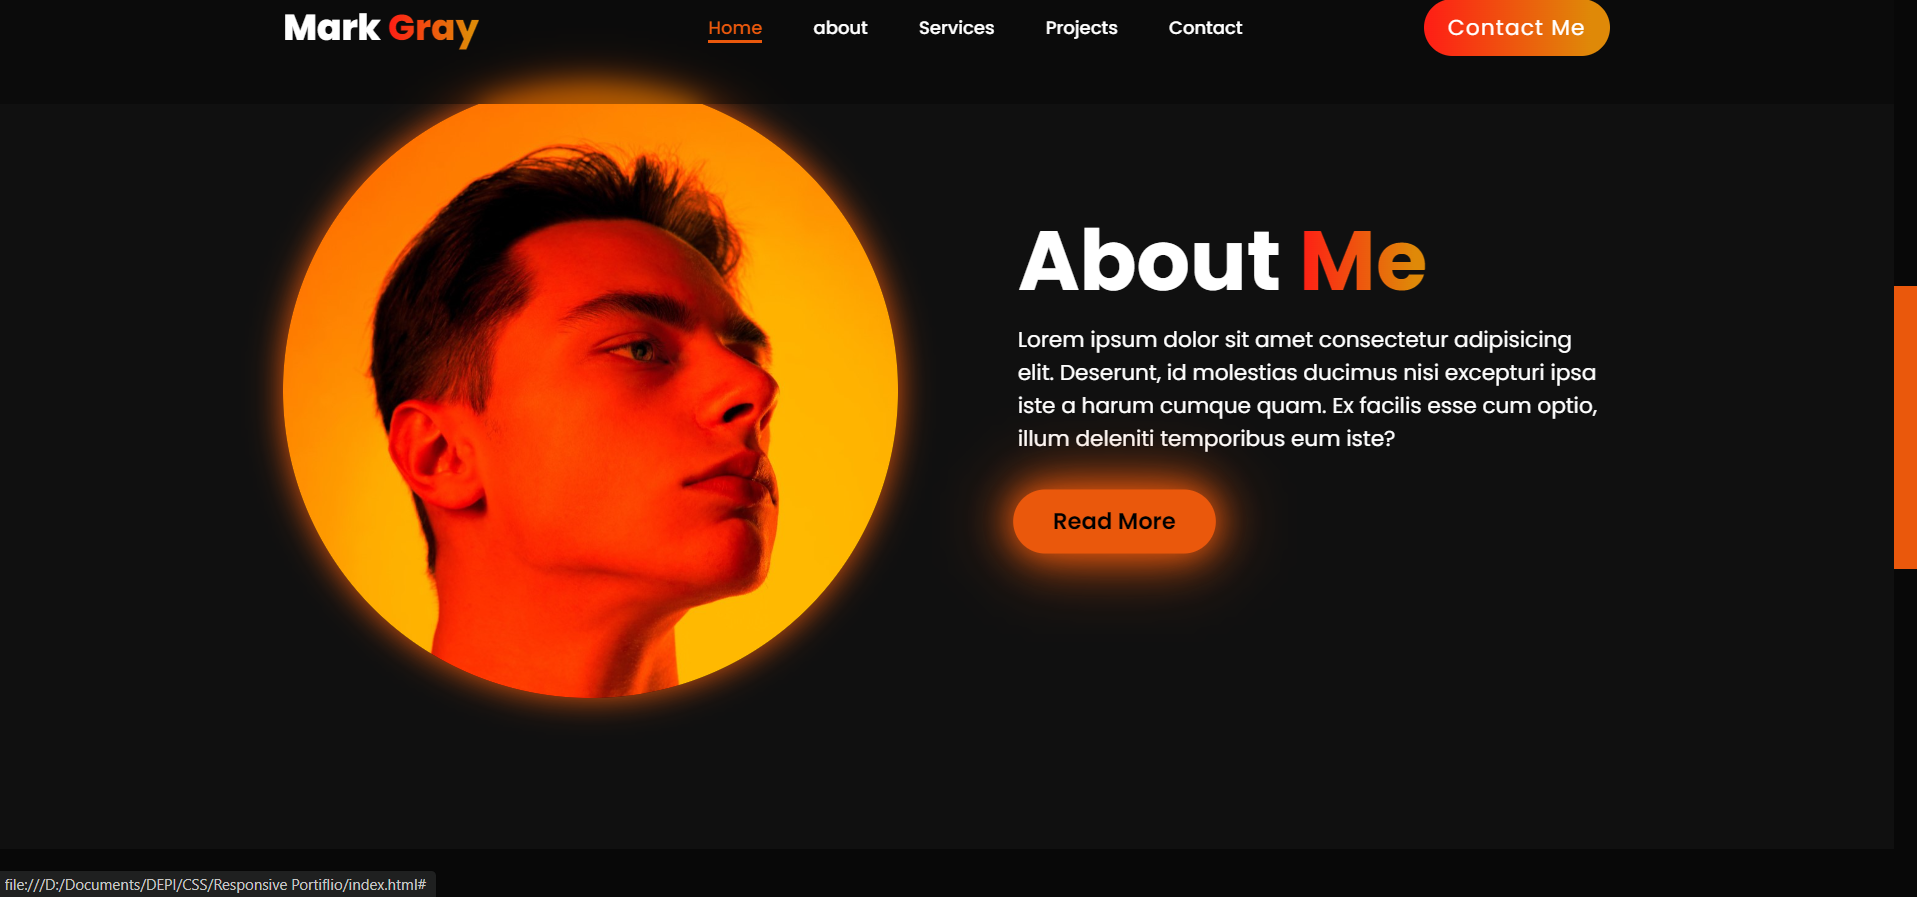 Mark Gray
Home about Services Projects Contact
Contact Me
About Me
Lorem ipsum dolor sit amet consectetur adipisicing
elit. Deserunt, id molestias ducimus nisi excepturi ipsa
iste a harum cumque quam. Ex facilis esse cum optio,
illum deleniti temporibus eum iste?
Read More
file:///D:/Documents/DEPI/CSS/Responsive Portiflio/index.html#